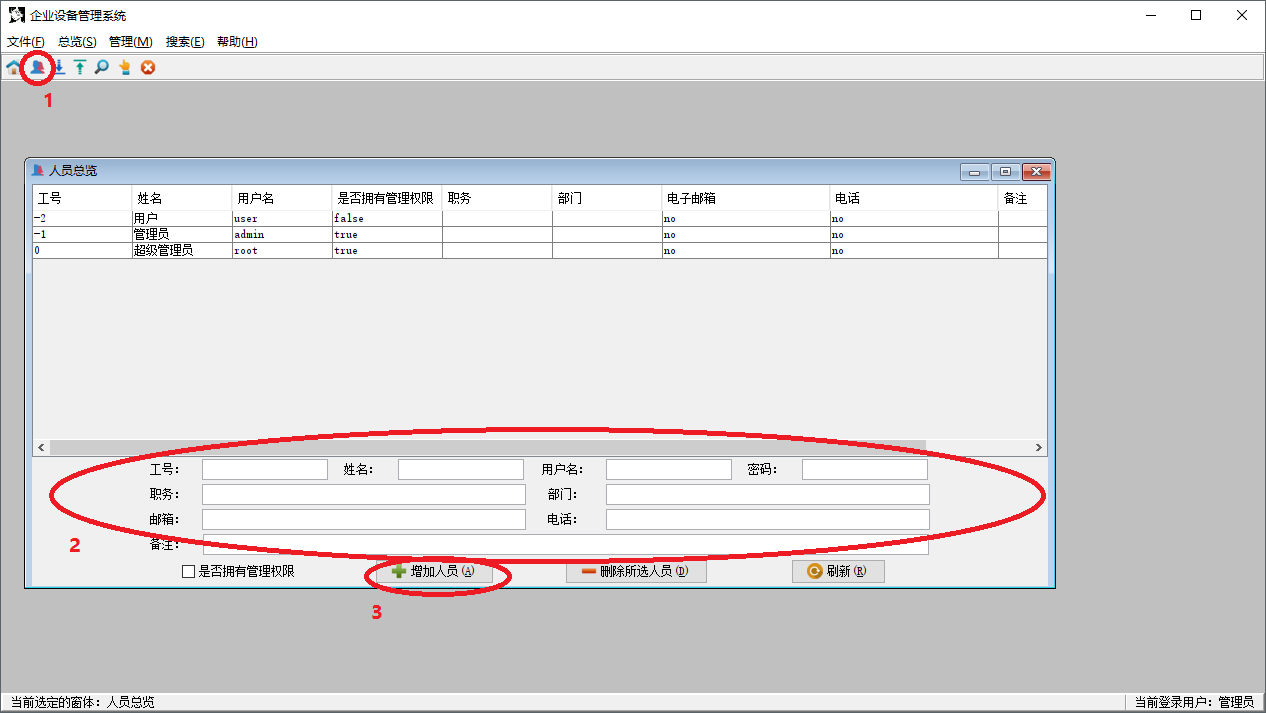 企业设备管理系统
文件(F) 总览(S) 管理(M) 搜索(E) 帮助(H)
1
人员总览
工号 姓名 用户名 是否拥有管理权限 职务 部门 电子邮箱 电话 备注
-2 用户 user false no no
-1 管理员 admin true no no
0 超级管理员 root true no no
工号： 姓名： 用户名： 密码：
职务： 部门：
邮箱： 电话：
2
备注：
是否拥有管理权限 增加人员(A) 删除所选人员(D) 刷新(R)
3
当前选定的窗体：人员总览 当前登录用户：管理员